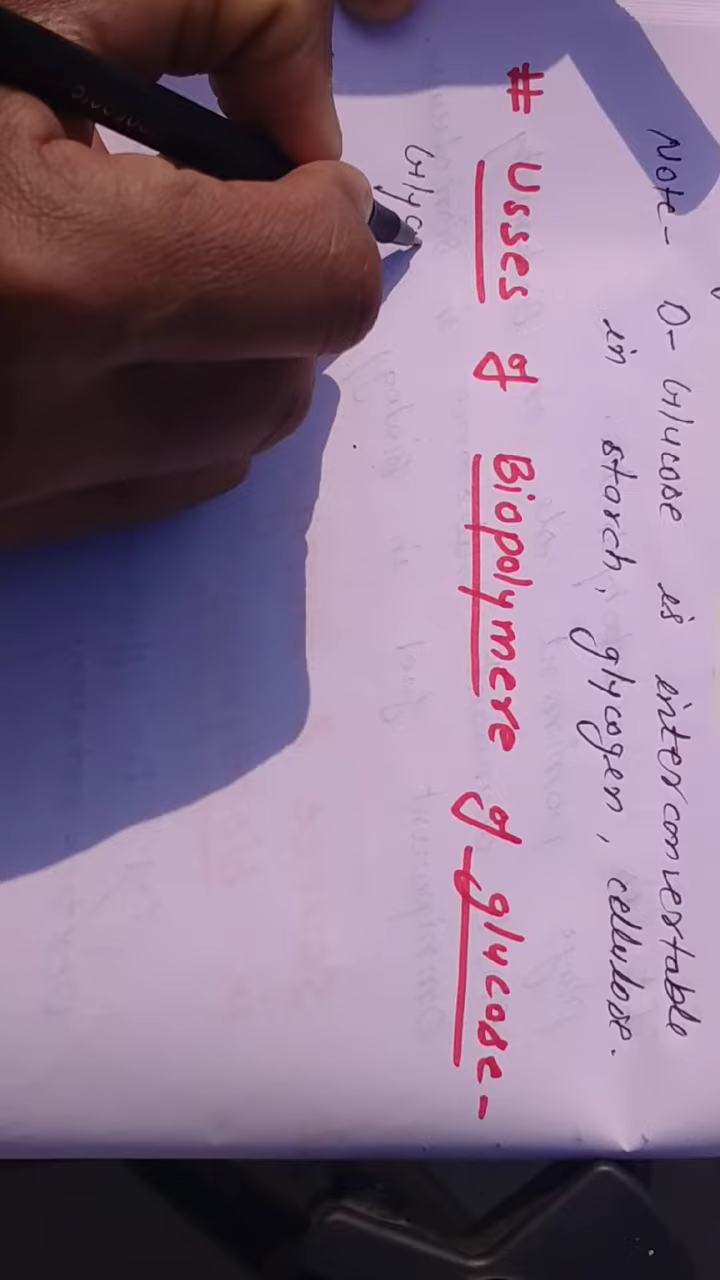 Note- D- Glucose is interconvertable
in starch, glycogen, cellulose.
# Usses of Biopolymere of glucose-
Glyc